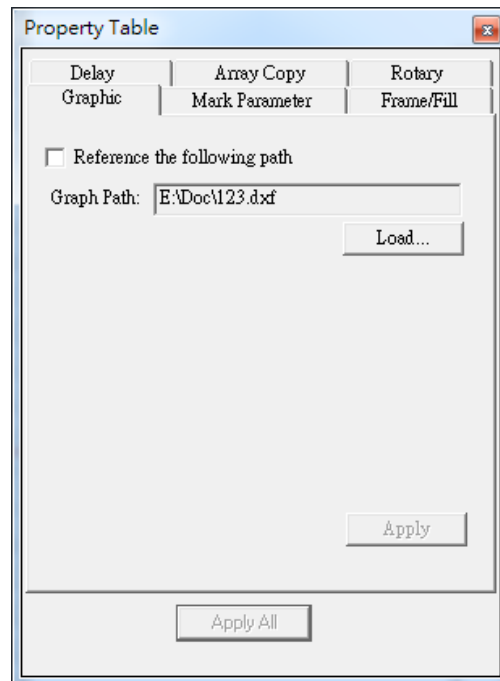 Property Table
Delay Array Copy Rotary
Graphic Mark Parameter Frame/Fill
Reference the following path
Graph Path: E:\Doc\123.dxf
Load...
Apply
Apply All